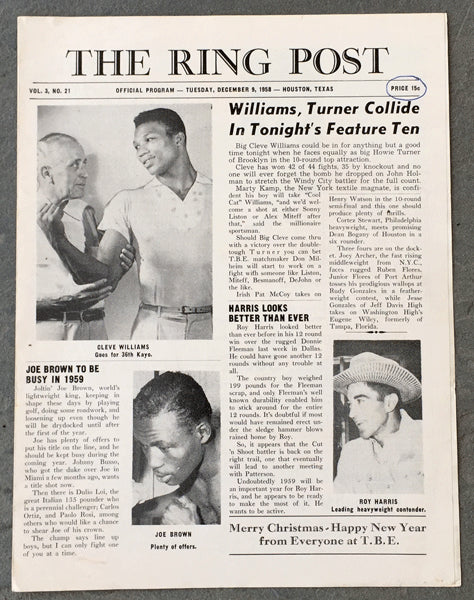 THE RING POST
VOL. 3, NO. 21
OFFICIAL PROGRAM — TUESDAY, DECEMBER 9, 1958 — HOUSTON, TEXAS
PRICE 15c
Williams, Turner Collide
In Tonight's Feature Ten
Big Cleve Williams could be in for anything but a good
time tonight when he faces equally as big Howie Turner
of Brooklyn in the 10-round top attraction.
Cleve has won 42 of 44 fights, 35 by knockout and no
one will ever forget the bomb he dropped on John Hol-
man to stretch the Windy City battler for the full count.
Marty Kamp, the New York textile magnate, is confi-
dent his boy will take "Cool
Cat" Williams, "and we'd wel-
come a shot at either Sonny
Liston or Alex Miteff after
that," said the millionaire
sportsman.
Should Big Cleve come thru
with a victory over the double-
tough Turner you can bet
T.B.E. matchmaker Don Mil-
heim will start to work on a
fight with someone like Liston,
Miteff, Besmanoff, DeJohn or
the like.
Irish Pat McCoy takes on
Henry Watson in the 10-round
semi-final and this one should
produce plenty of thrills.
Cortez Stewart, Philadelphia
heavyweight, meets promising
Dean Bogany of Houston in a
six rounder.
Three fours are on the dock-
et. Joey Archer, the fast rising
middleweight from N.Y.C.,
faces rugged Ruben Flores,
Junior Flores of Port Arthur
tosses his prodigious wallops at
Rudy Gonzales in a feather-
weight contest, while Jesse
Gonzales of Jeff Davis High
takes on Washington High's
Eugene Wiley, formerly of
Tampa, Florida.
CLEVE WILLIAMS
Goes for 36th Kayo.
JOE BROWN TO BE
BUSY IN 1959
Joltin' Joe Brown, world's
lightweight king, keeping in
shape these days by playing
golf, doing some roadwork, and
loosening up even though he
will be drydocked until after
the first of the year.
Joe has plenty of offers to
put his title on the line, and he
should be kept busy during the
coming year. Johnny Busso,
who got the duke over Joe in
Miami a few months ago, wants
a title shot now.
Then there is Dulio Loi, the
great Italian 135 pounder who
is a perennial challenger; Carlos
Ortiz, and Paolo Rosi, among
others who would like a chance
to shear Joe of his crown.
The champ says line up
boys, but I can only fight one
of you at a time.
JOE BROWN
Plenty of offers.
HARRIS LOOKS
BETTER THAN EVER
Roy Harris looked better
than ever before in his 12 round
win over the rugged Donnie
Fleeman last week in Dallas.
He could have gone another 12
rounds without any trouble at
all.
The country boy weighed
199 pounds for the Fleeman
scrap, and only Fleeman's well
known durability enabled him
to stick around for the entire
12 rounds. It's doubtful if most
would have remained erect un-
der the sledge hammer blows
rained home by Roy.
So, it appears that the Cut
'n Shoot battler is back on the
right trail, one that eventually
will lead to another meeting
with Patterson.
Undoubtedly 1959 will be
an important year for Roy Har-
ris, and he appears to be ready
to make the most of it. He
wants to be active.
ROY HARRIS
Leading heavyweight contender.
Merry Christmas-Happy New Year
from Everyone at T.B.E.